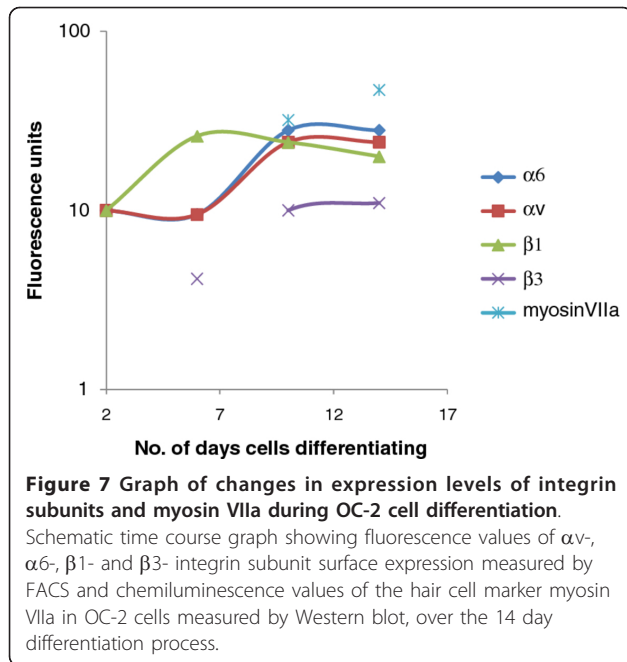 100
10
1
Fluorescence units
2
7
12
17
No. of days cells differentiating
α6
αv
β1
β3
myosinVIIa
Figure 7 Graph of changes in expression levels of integrin
subunits and myosin VIIa during OC-2 cell differentiation.
Schematic time course graph showing fluorescence values of αv-,
α6-, β1- and β3- integrin subunit surface expression measured by
FACS and chemiluminescence values of the hair cell marker myosin
VIIa in OC-2 cells measured by Western blot, over the 14 day
differentiation process.